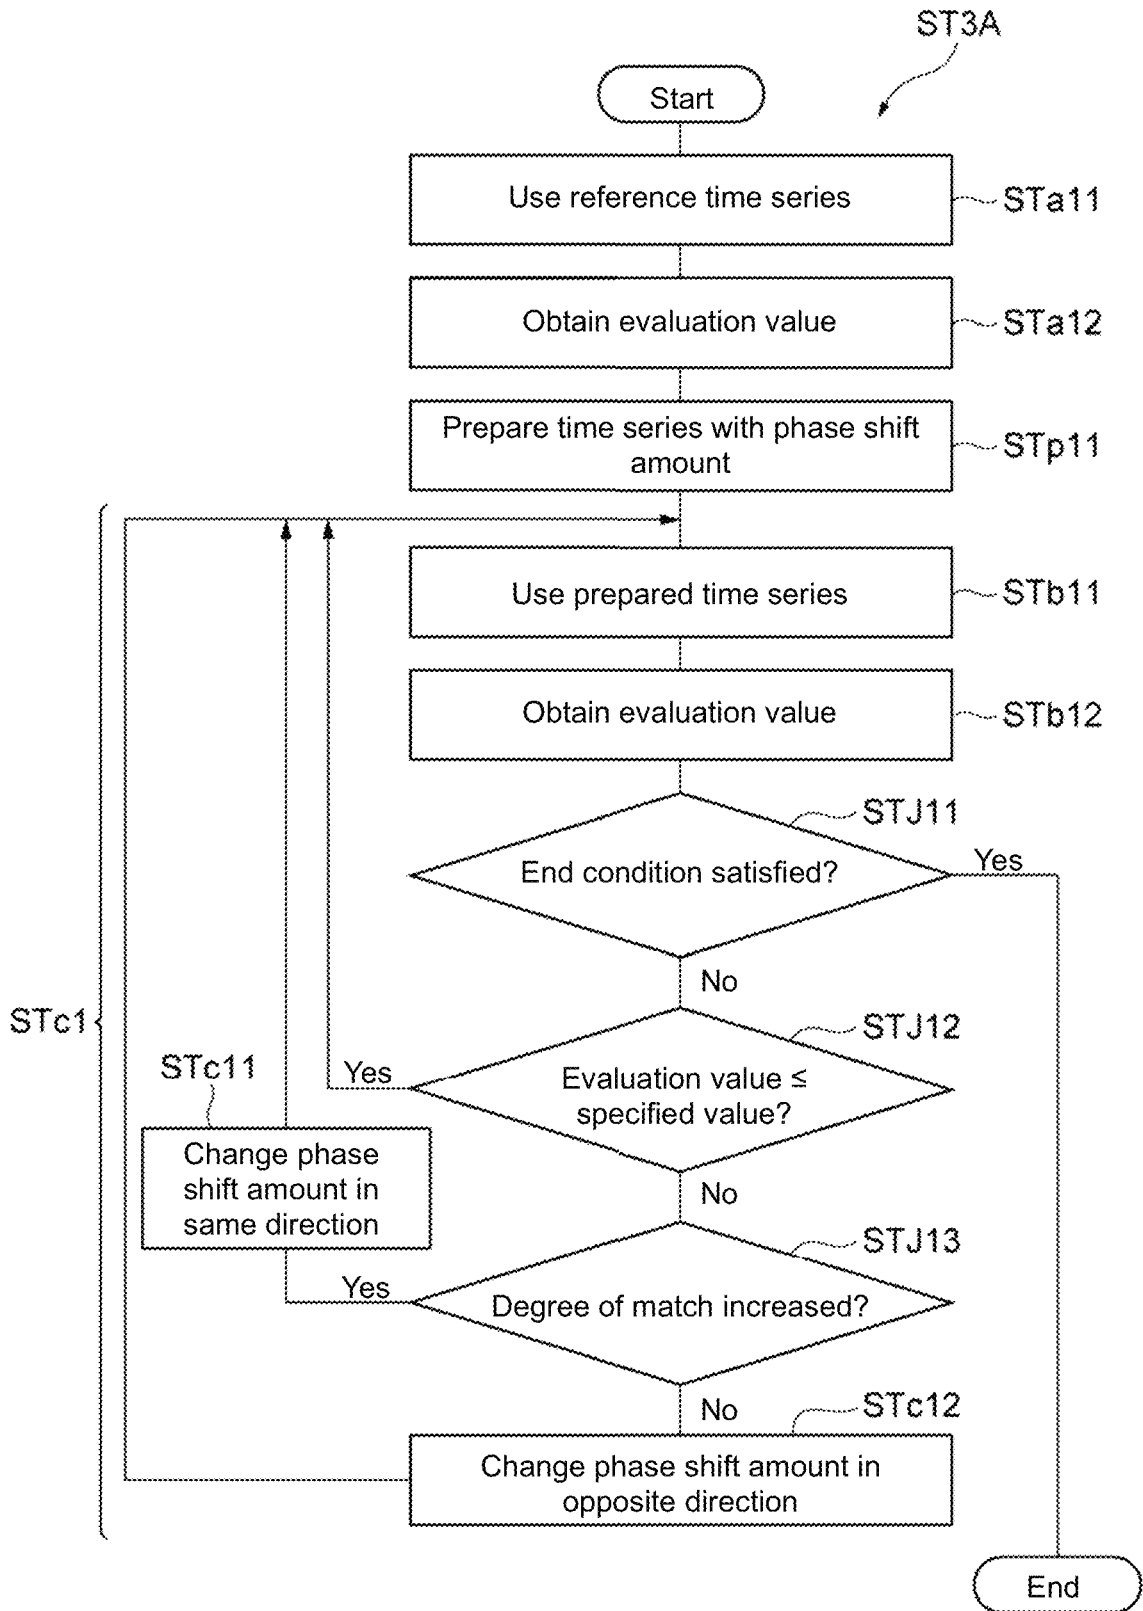 ST3A
Start
Use reference time series
STa11
Obtain evaluation value
STa12
Prepare time series with phase shift
amount
STp11
Use prepared time series
STb11
Obtain evaluation value
STb12
STJ11
End condition satisfied?
Yes
No
STc1
STJ12
Evaluation value ≤
specified value?
Yes
No
STc11
Change phase
shift amount in
same direction
STJ13
Degree of match increased?
Yes
No
STc12
Change phase shift amount in
opposite direction
End